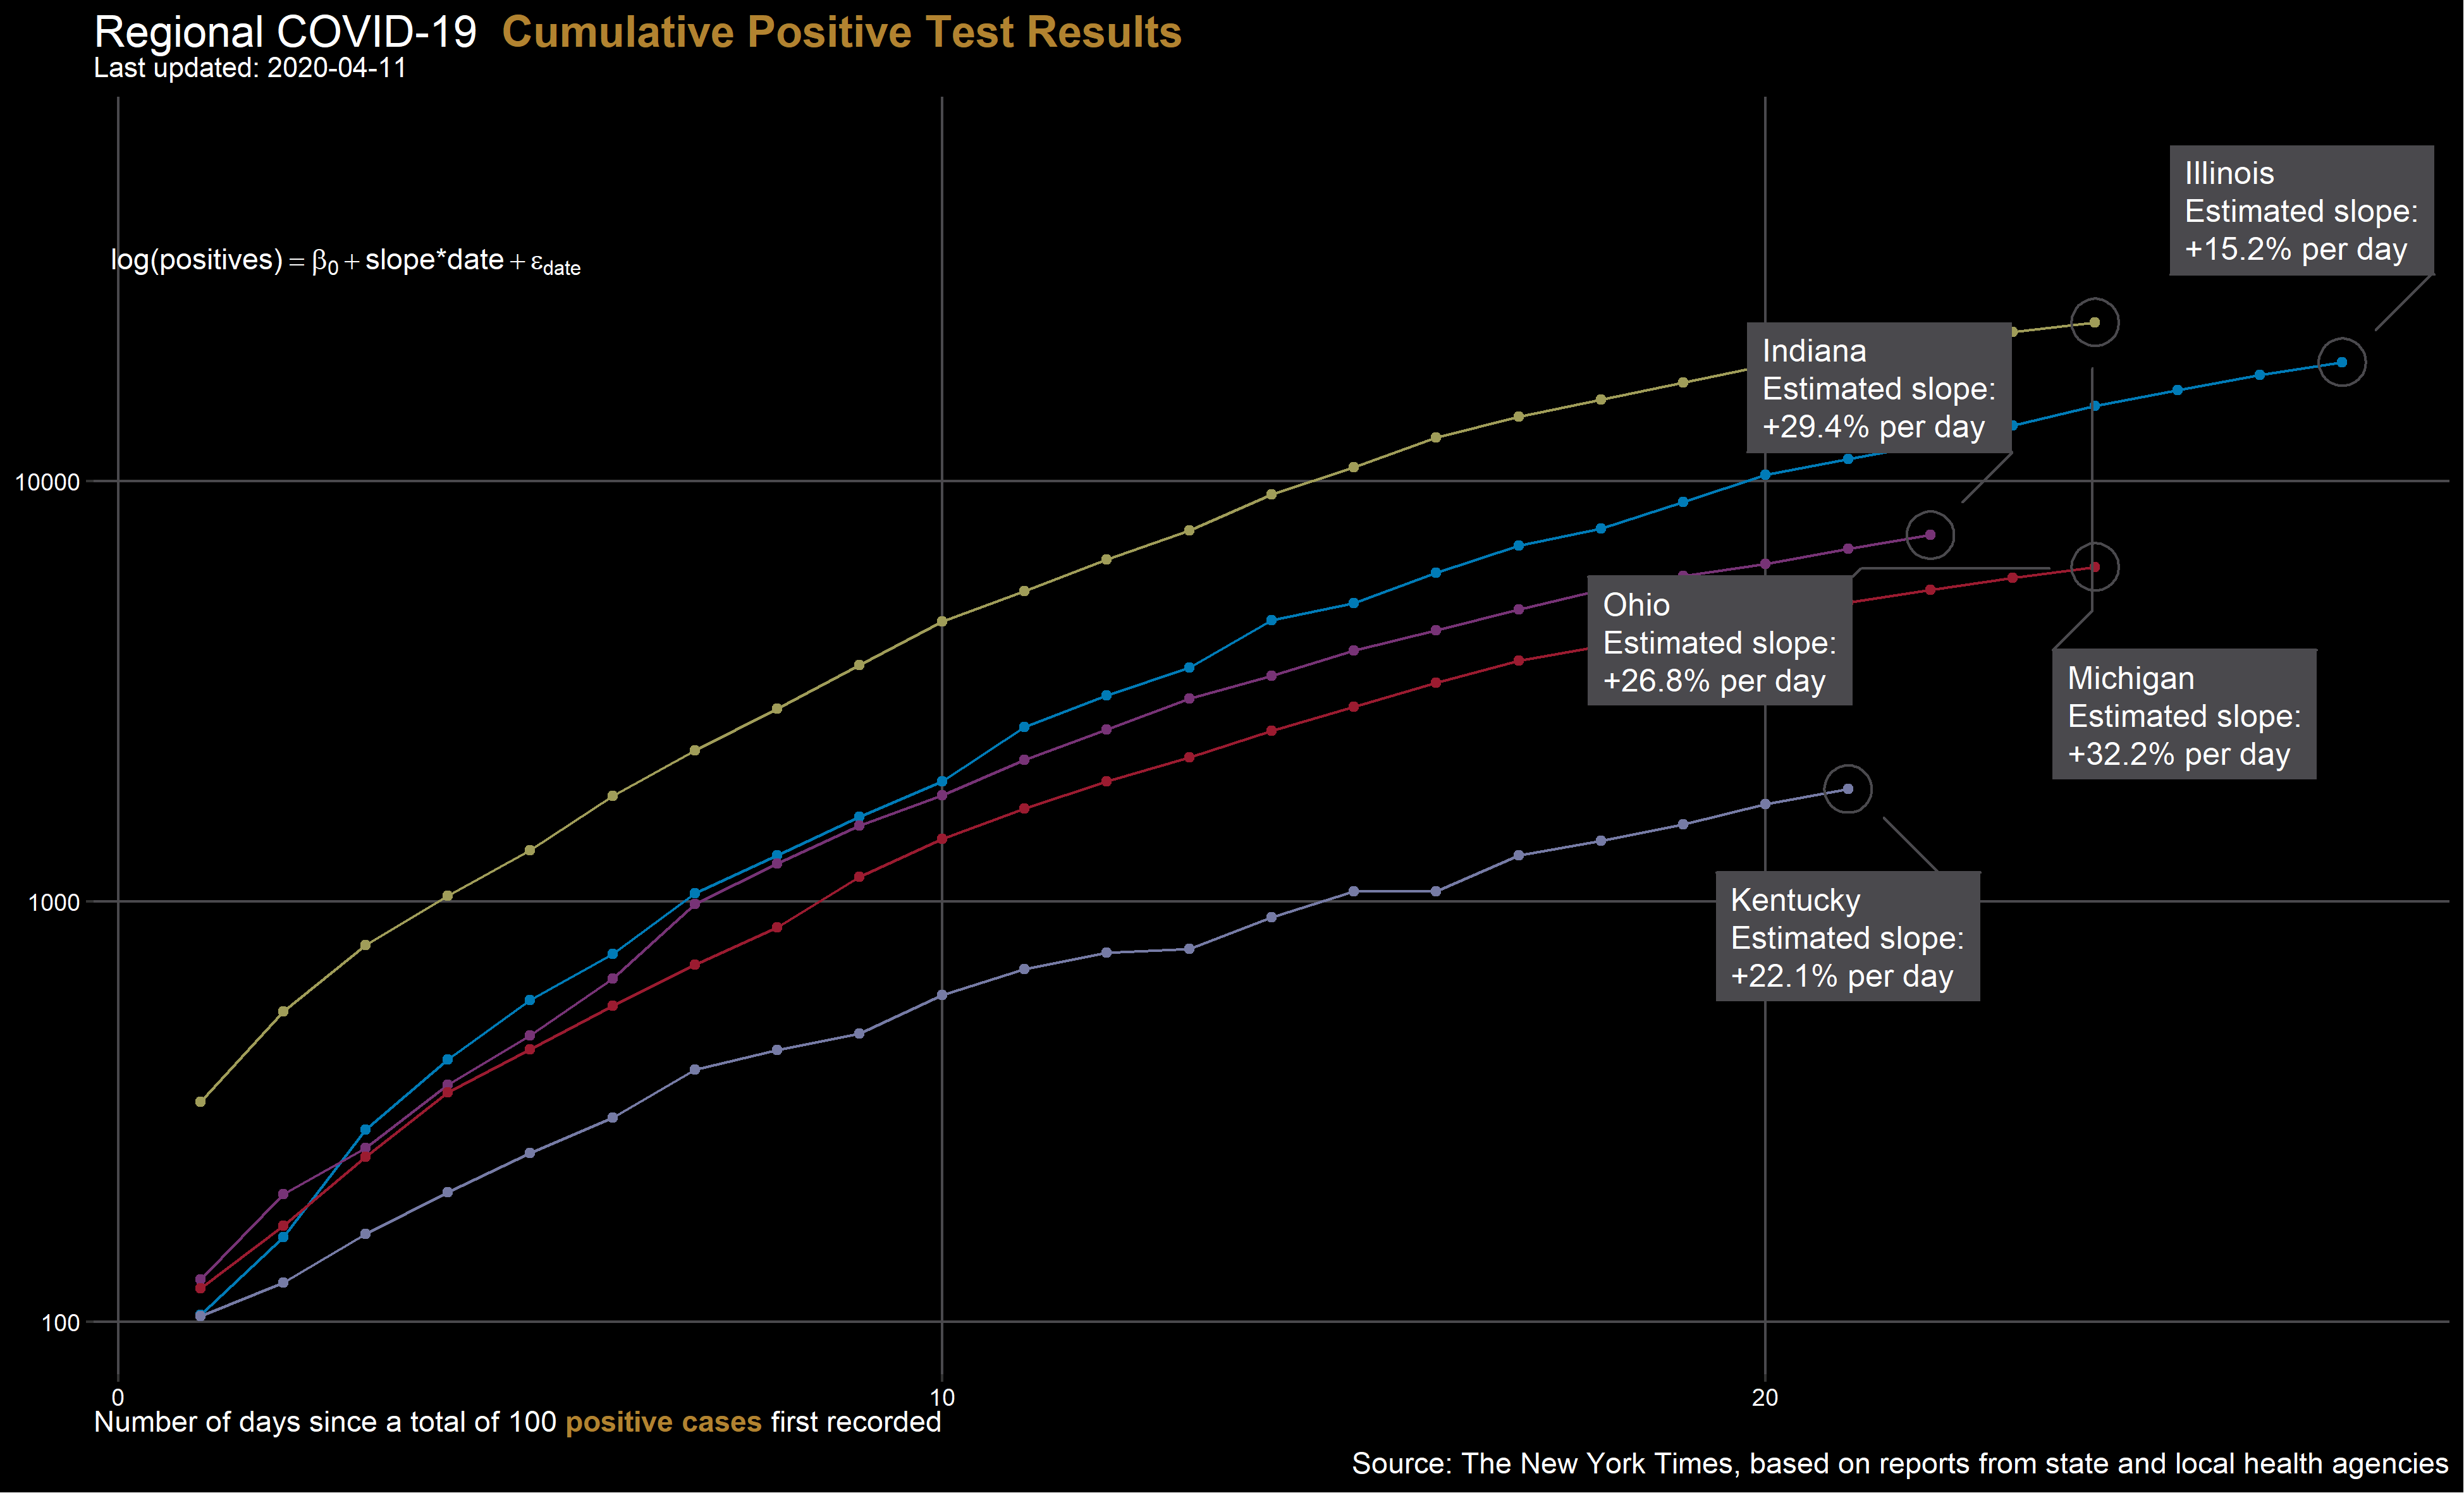 Regional COVID-19 Cumulative Positive Test Results
Last updated: 2020-04-11
log(positives) = β0 + slope*date + εdate
Illinois
Estimated slope:
+15.2% per day
Indiana
Estimated slope:
+29.4% per day
Ohio
Estimated slope:
+26.8% per day
Michigan
Estimated slope:
+32.2% per day
Kentucky
Estimated slope:
+22.1% per day
10000
1000
100
0 10 20
Number of days since a total of 100 positive cases first recorded
Source: The New York Times, based on reports from state and local health agencies